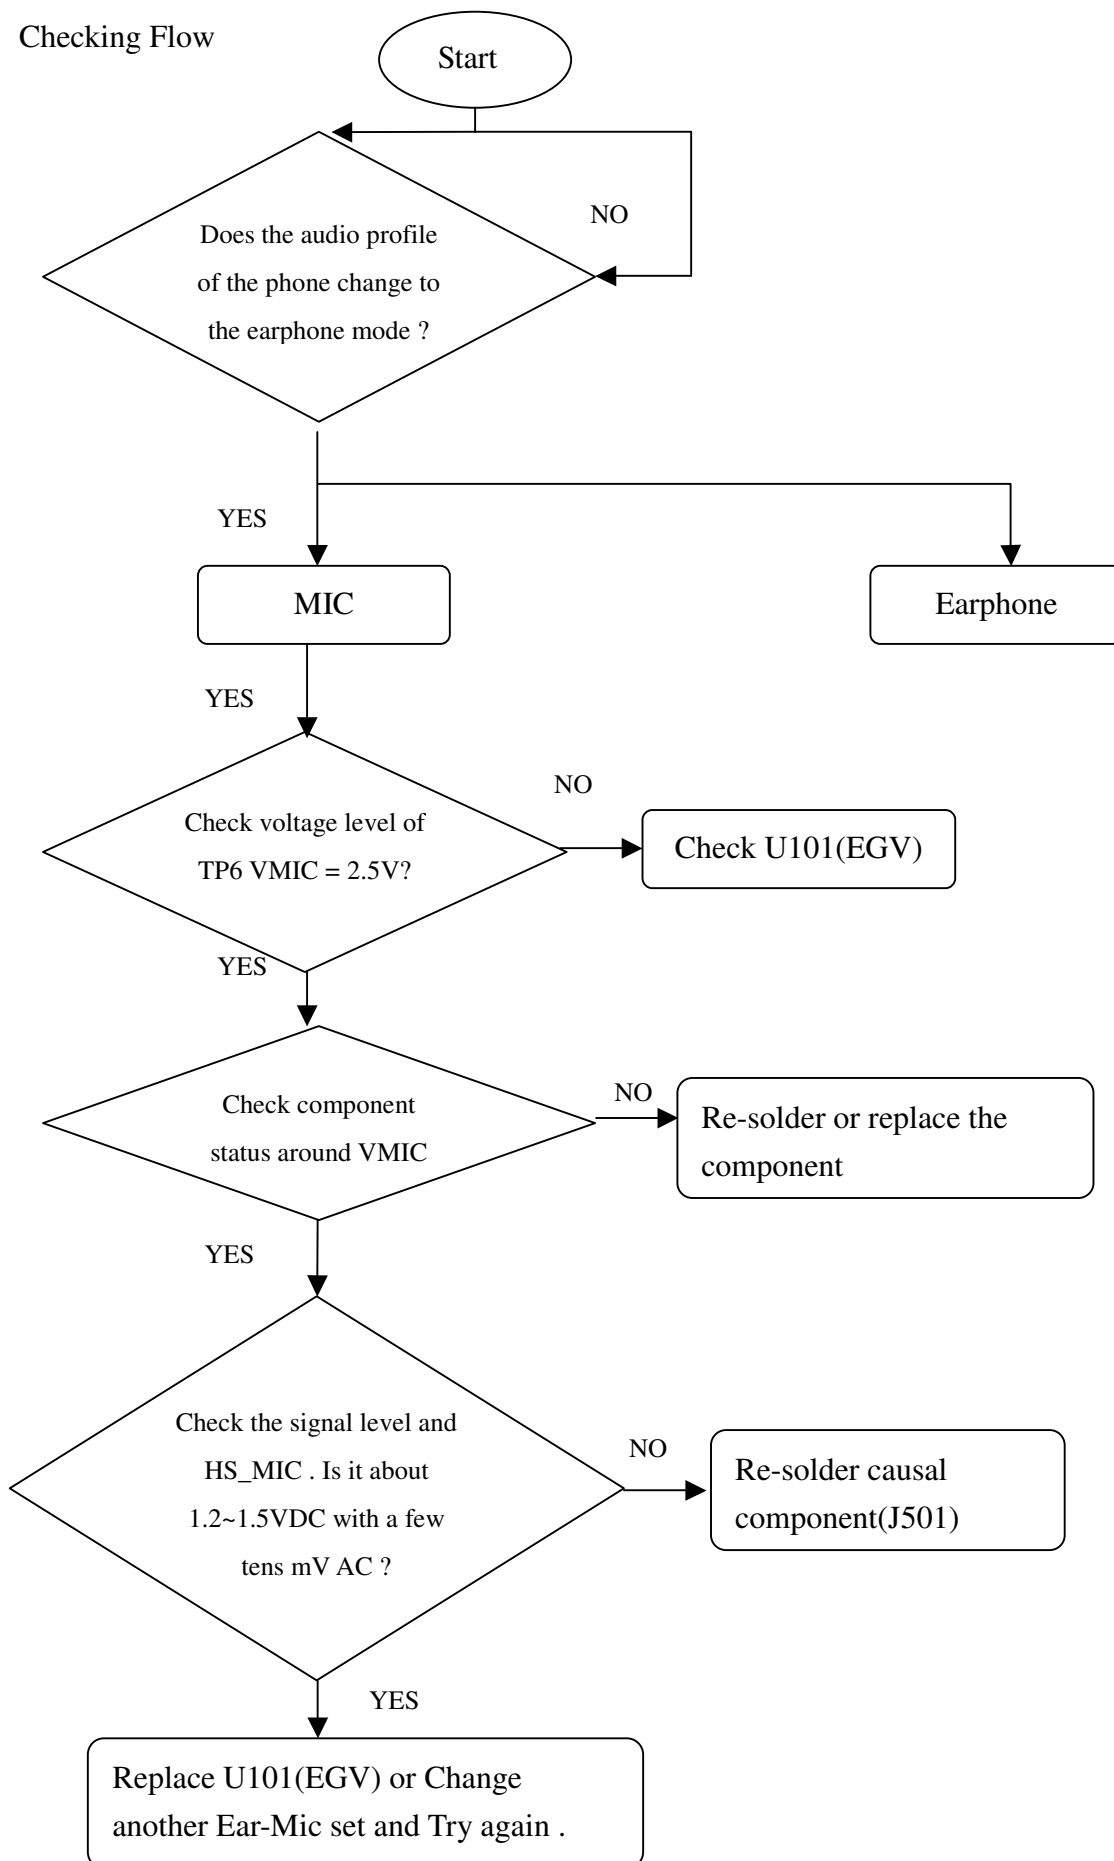 Checking Flow
Start
NO
Does the audio profile
of the phone change to
the earphone mode ?
YES
MIC
Earphone
YES
NO
Check voltage level of
TP6 VMIC = 2.5V?
Check U101(EGV)
YES
NO
Check component
status around VMIC
Re-solder or replace the
component
YES
Check the signal level and
HS_MIC . Is it about
1.2~1.5VDC with a few
tens mV AC ?
NO
Re-solder causal
component(J501)
YES
Replace U101(EGV) or Change
another Ear-Mic set and Try again .